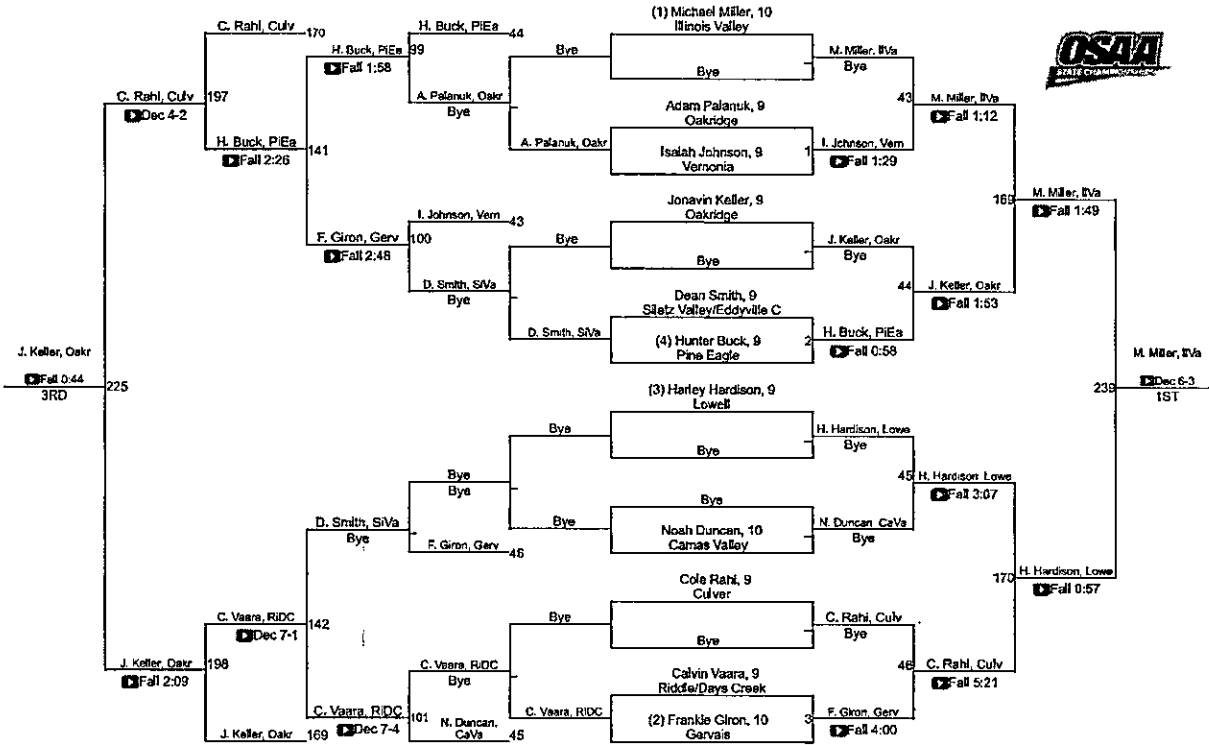 (1) Michael Miller, 10
Illinois Valley
Bye
Adam Palanuk, 9
Oakridge
Isaiah Johnson, 9
1
Vernonia
Jonavin Keller, 9
Oakridge
Bye
Dean Smith, 9
Siletz Valley/Eddyville C
(4) Hunter Buck, 9
2
Pine Eagle
(3) Harley Hardison, 9
Lowell
Bye
Bye
Noah Duncan, 10
Camas Valley
Cole Rahl, 9
Culver
Bye
Calvin Vaara, 9
Riddle/Days Creek
(2) Frankie Giron, 10
3
Gervais
M. Miller, IlVa
Bye
43
I. Johnson, Vern
Fall 1:29
J. Keller, Oakr
Bye
44
H. Buck, PiEa
Fall 0:58
H. Hardison, Lowe
Bye
45
N. Duncan, CaVa
Bye
C. Rahl, Culv
Bye
46
F. Giron, Gerv
Fall 4:00
M. Miller, IlVa
Fall 1:12
169
J. Keller, Oakr
Fall 1:53
H. Hardison, Lowe
Fall 3:07
170
C. Rahl, Culv
Fall 5:21
M. Miller, IlVa
Fall 1:49
239
H. Hardison, Lowe
Fall 0:57
M. Miller, IlVa
Dec 6-3
1ST
OSAA
STATE CHAMPIONSHIPS
Bye
A. Palanuk, Oakr
Bye
D. Smith, SiVa
Bye
Bye
Bye
C. Vaara, RiDC
H. Buck, PiEa
44
99
A. Palanuk, Oakr
Bye
I. Johnson, Vern
43
100
D. Smith, SiVa
Bye
Bye
Bye
F. Giron, Gerv
46
C. Vaara, RiDC
Bye
101
N. Duncan,
CaVa
45
H. Buck, PiEa
Fall 1:58
141
F. Giron, Gerv
Fall 2:48
D. Smith, SiVa
Bye
142
C. Vaara, RiDC
Dec 7-4
C. Rahl, Culv
170
197
H. Buck, PiEa
Fall 2:26
C. Vaara, RiDC
Dec 7-1
198
J. Keller, Oakr
169
C. Rahl, Culv
Dec 4-2
225
J. Keller, Oakr
Fall 2:09
J. Keller, Oakr
Fall 0:44
3RD